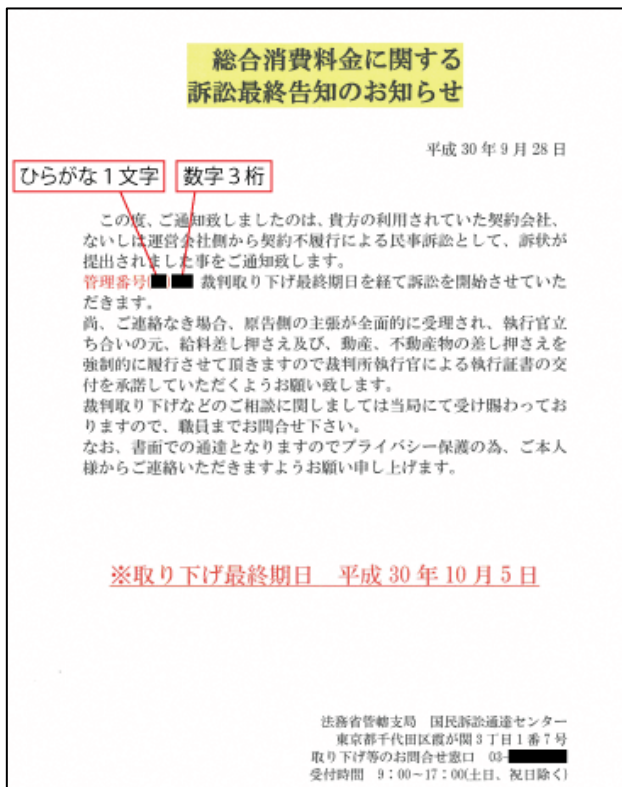 総合消費料金に関する
訴訟最終告知のお知らせ
平成 30 年 9 月 28 日
ひらがな１文字
数字３桁
この度、ご通知致しましたのは、貴方の利用されていた契約会社、
ないしは運営会社側から契約不履行による民事訴訟として、訴状が
提出されました事をご通知致します。
管理番号 裁判取り下げ最終期日を経て訴訟を開始させていた
だきます。
尚、ご連絡なき場合、原告側の主張が全面的に受理され、執行官立
ち合いの元、給料差し押さえ及び、動産、不動産物の差し押さえを
強制的に履行させて頂きますので裁判所執行官による執行証書の交
付を承諾していただくようお願い致します。
裁判取り下げなどのご相談に関しましては当局にて受け賜わってお
りますので、職員までお問合せ下さい。
なお、書面での通達となりますのでプライバシー保護の為、ご本人
様からご連絡いただきますようお願い申し上げます。
※取り下げ最終期日　平成 30 年 10 月 5 日
法務省管轄支局　国民訴訟通達センター
東京都千代田区霞が関 3 丁目 1 番 7 号
取り下げ等のお問合せ窓口　03-
受付時間　9：00～17：00(土日、祝日除く)